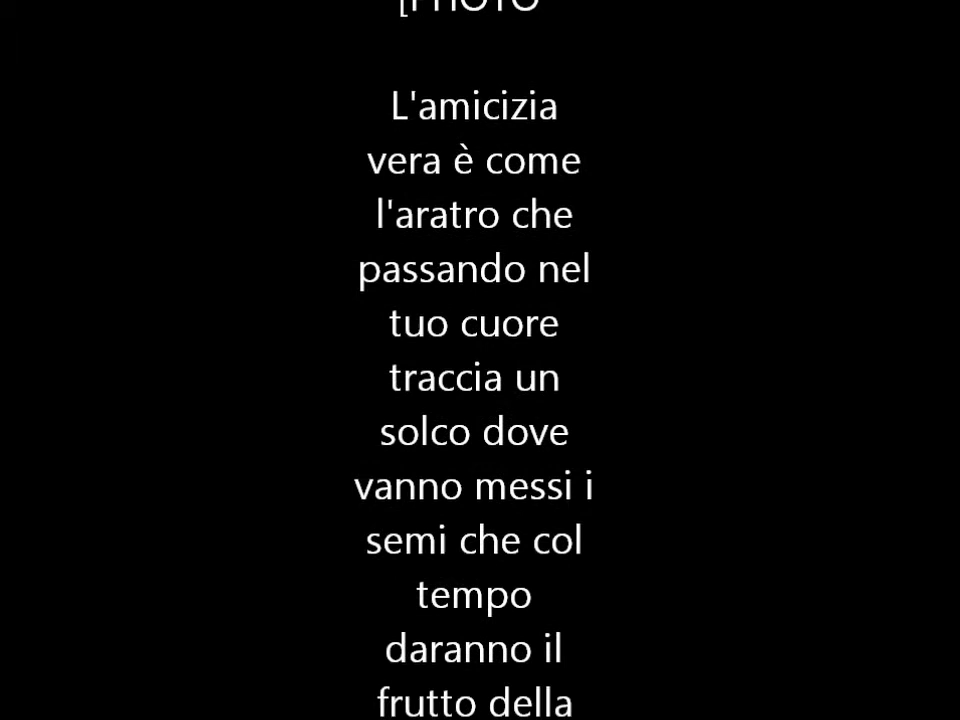 [PHOTO
L'amicizia
vera è come
l'aratro che
passando nel
tuo cuore
traccia un
solco dove
vanno messi i
semi che col
tempo
daranno il
frutto della